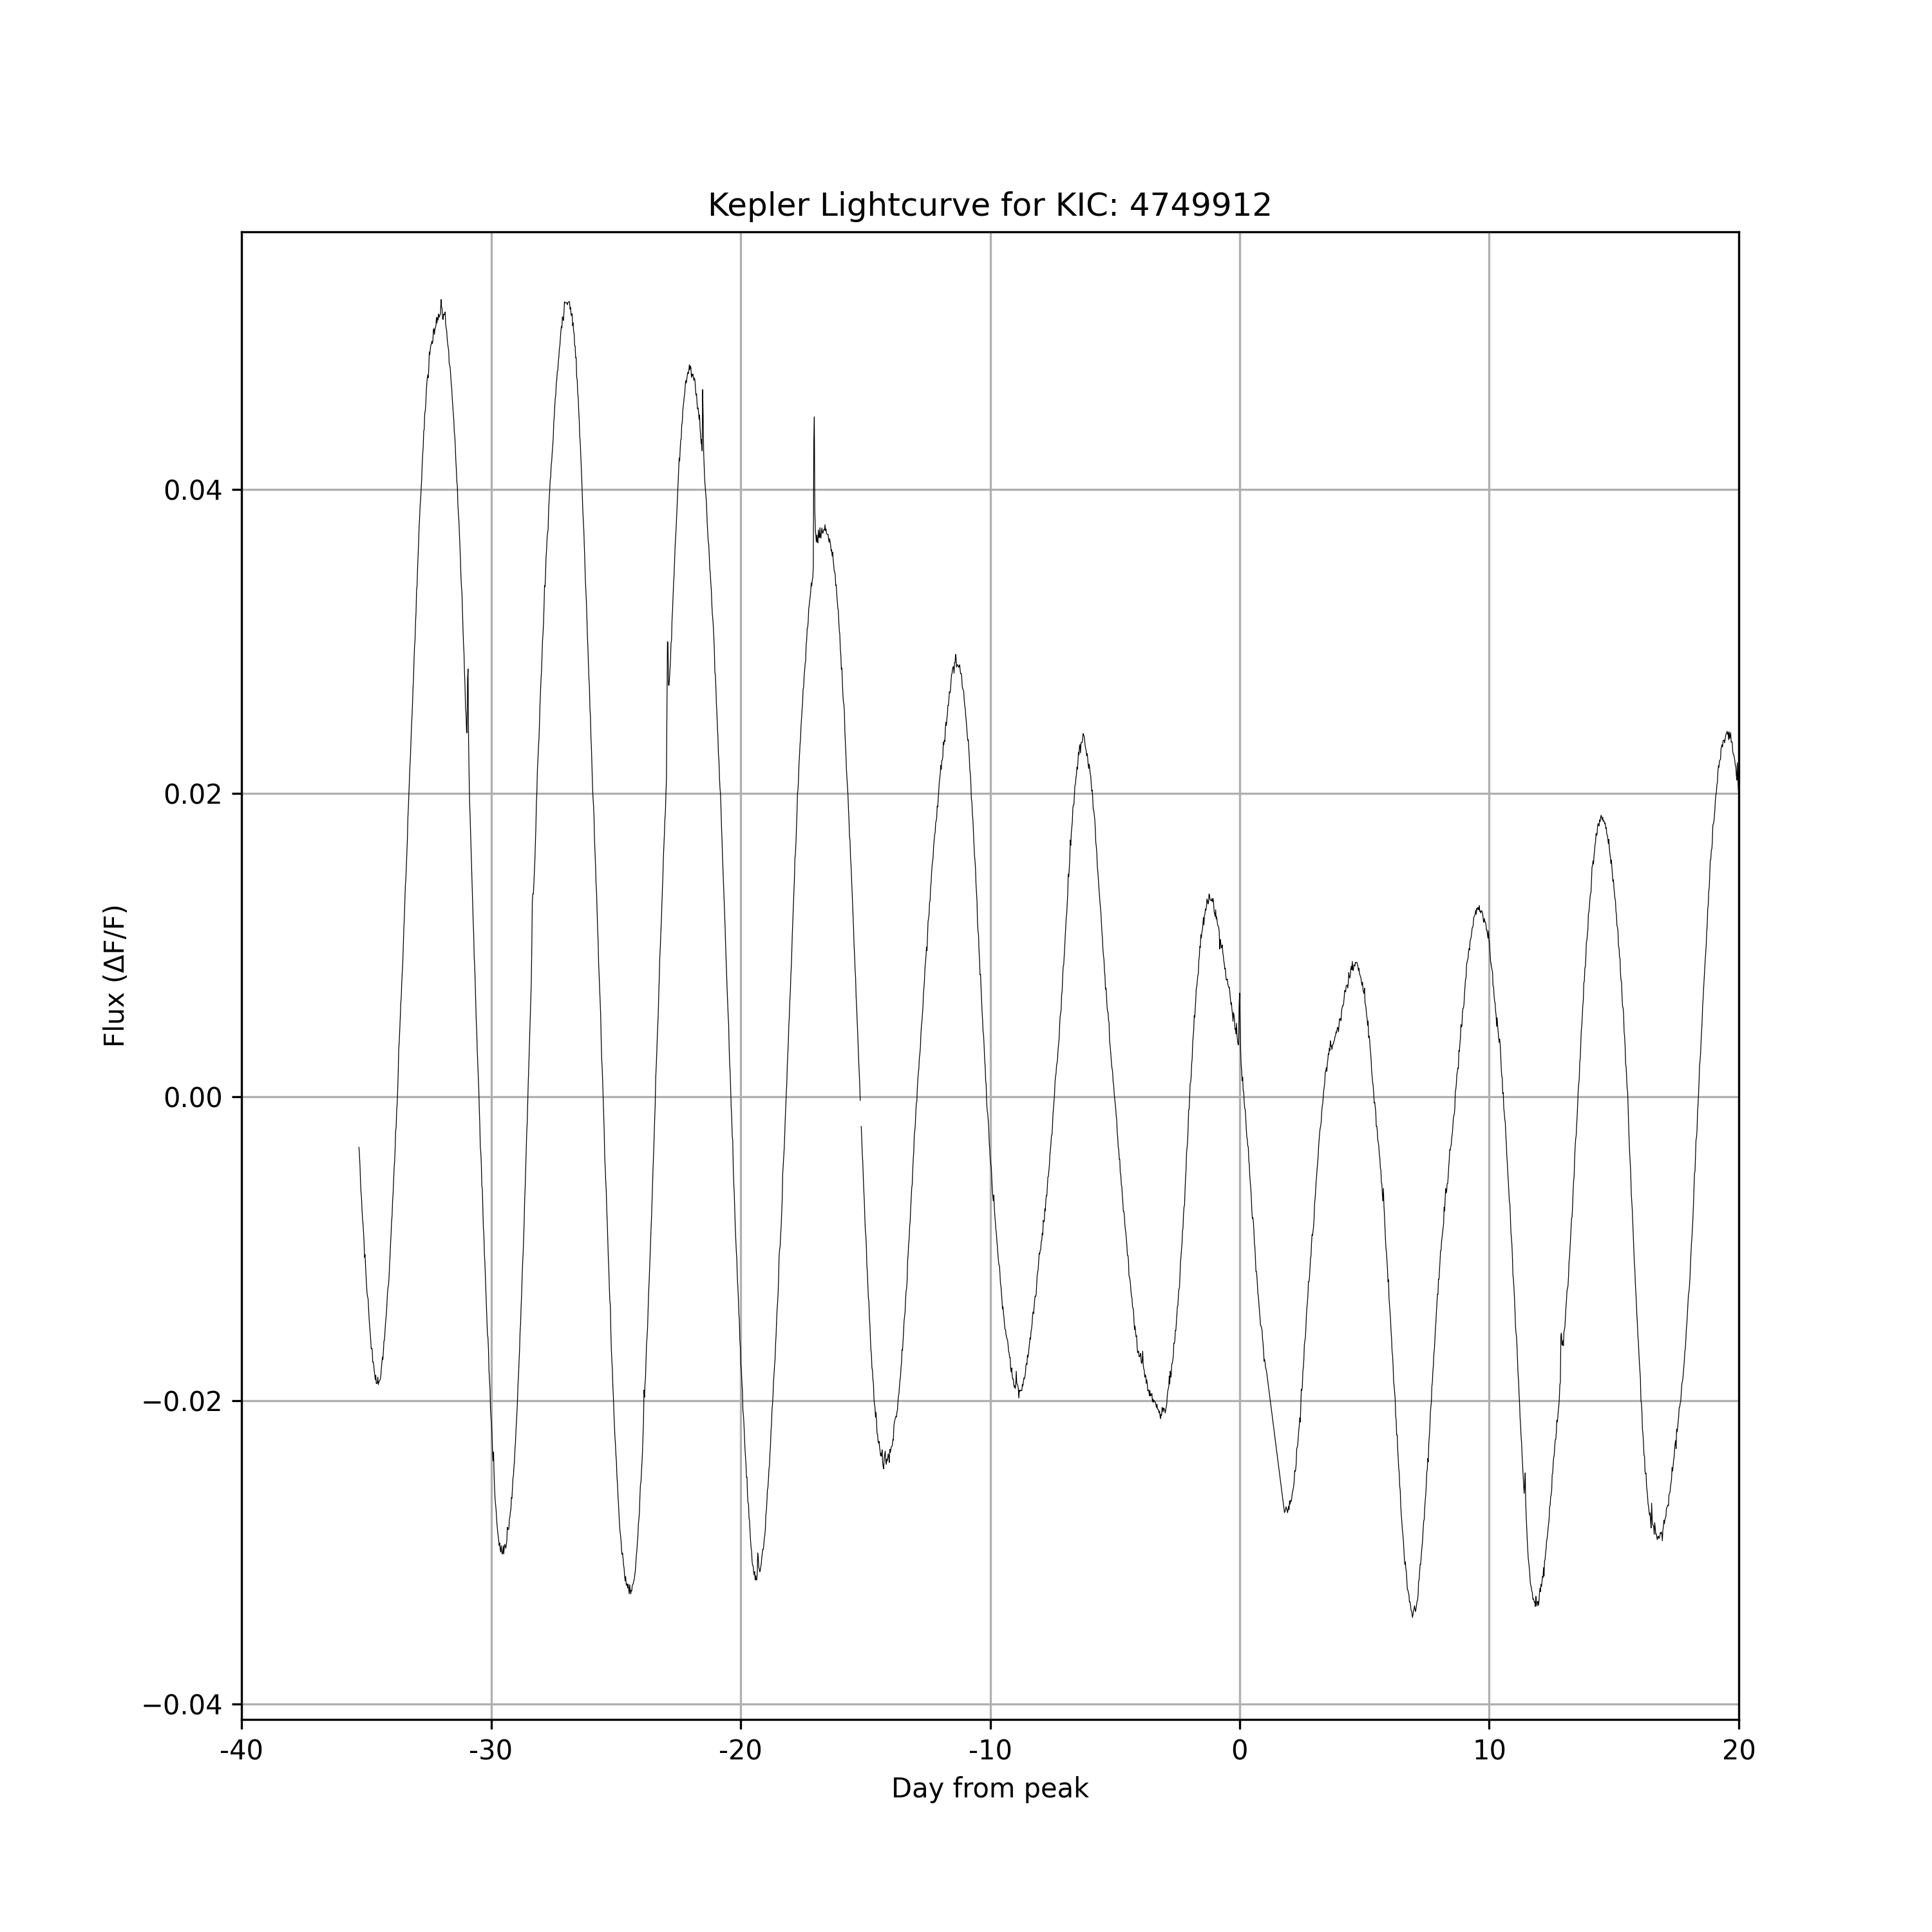 Kepler Lightcurve for KIC: 4749912
Flux (ΔF/F)
0.04
0.02
0.00
−0.02
−0.04
-40 -30 -20 -10 0 10 20
Day from peak